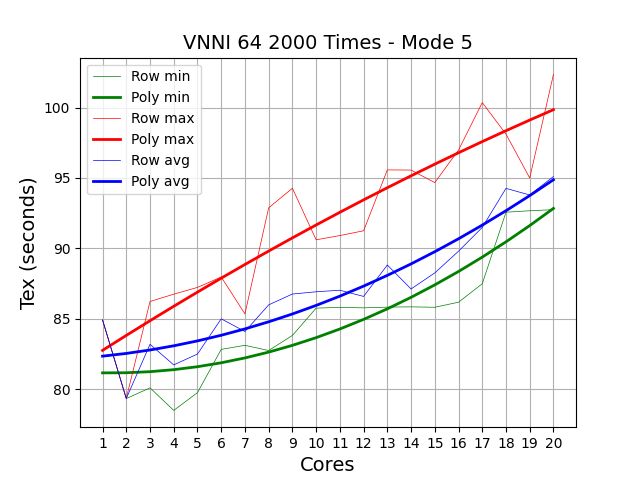 VNNI 64 2000 Times - Mode 5
Row min
Poly min
Row max
Poly max
Row avg
Poly avg
Tex (seconds)
100
95
90
85
80
1 2 3 4 5 6 7 8 9 10 11 12 13 14 15 16 17 18 19 20
Cores